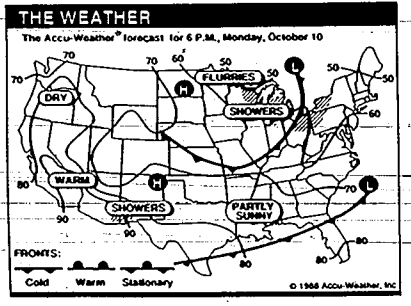 THE WEATHER
The Accu-Weather® forecast for 6 P.M., Monday, October 10
70 70 60° 50 50 50
70 FLURRIES L
H
DRY SHOWERS
60
80 WARM H 70 L
SHOWERS PARTLY
SUNNY
90 90 80 80 80
FRONTS:
Cold Warm Stationary
© 1988 Accu-Weather, Inc